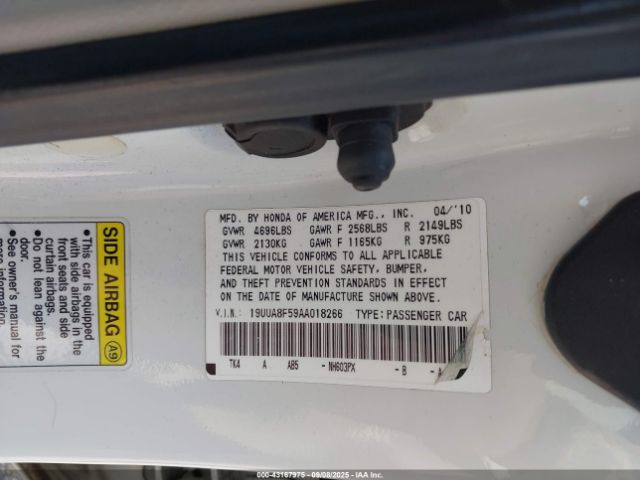 MFD. BY HONDA OF AMERICA MFG., INC. 04/'10
GVWR 4696LBS GAWR F 2568LBS R 2149LBS
GVWR 2130KG GAWR F 1165KG R 975KG
THIS VEHICLE CONFORMS TO ALL APPLICABLE
FEDERAL MOTOR VEHICLE SAFETY, BUMPER,
AND THEFT PREVENTION STANDARDS IN EFFECT
ON THE DATE OF MANUFACTURE SHOWN ABOVE.
V.I.N.: 19UUA8F59AA018266 TYPE: PASSENGER CAR
TK4 A AB5 -NH603PX -B -A
SIDE AIRBAG A9
•This car is equipped
with side airbags in the
front seats and side
curtain airbags.
•Do not lean against the
door.
•See owner's manual for
more information.
000-43167975 - 09/08/2025 - IAA Inc.